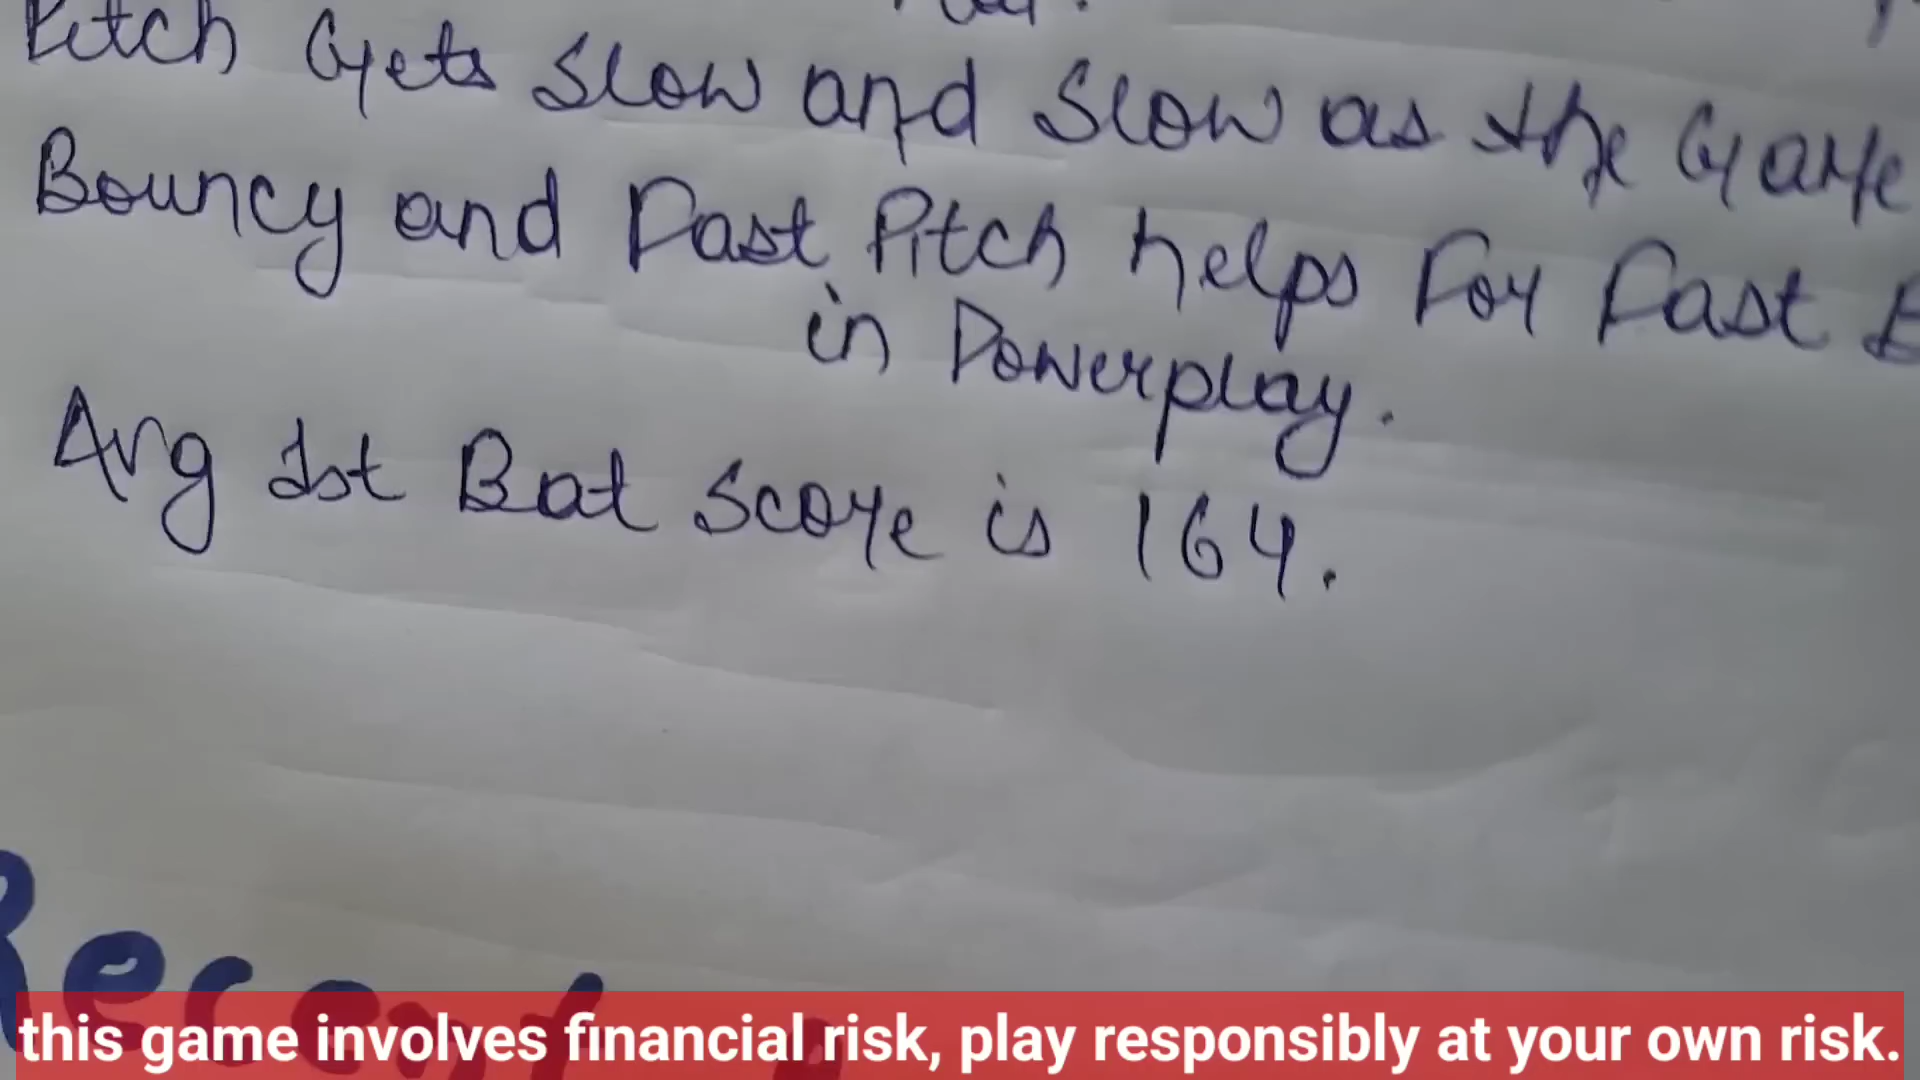 Pitch Gets Slow and Slow as the Game
Bouncy and Fast Pitch helps For Fast
in Powerplay.
Avg 1st Bat Score is 164.
Recent
this game involves financial risk, play responsibly at your own risk.